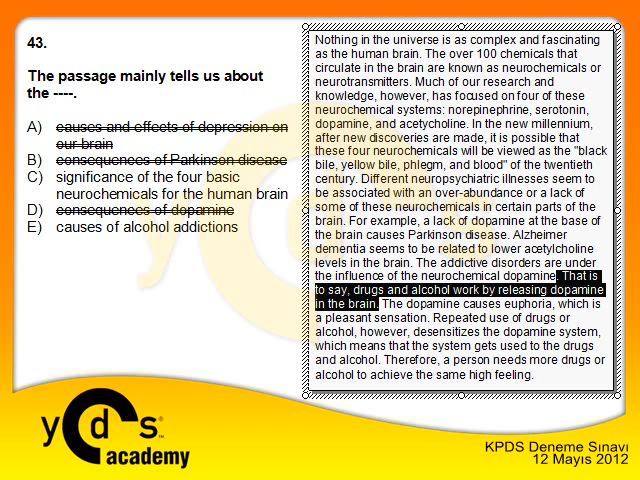 43.
The passage mainly tells us about
the ----.
A) causes and effects of depression on
our brain
B) consequences of Parkinson disease
C) significance of the four basic
neurochemicals for the human brain
D) consequences of dopamine
E) causes of alcohol addictions
Nothing in the universe is as complex and fascinating
as the human brain. The over 100 chemicals that
circulate in the brain are known as neurochemicals or
neurotransmitters. Much of our research and
knowledge, however, has focused on four of these
neurochemical systems: norepinephrine, serotonin,
dopamine, and acetycholine. In the new millennium,
after new discoveries are made, it is possible that
these four neurochemicals will be viewed as the "black
bile, yellow bile, phlegm, and blood" of the twentieth
century. Different neuropsychiatric illnesses seem to
be associated with an over-abundance or a lack of
some of these neurochemicals in certain parts of the
brain. For example, a lack of dopamine at the base of
the brain causes Parkinson disease. Alzheimer
dementia seems to be related to lower acetylcholine
levels in the brain. The addictive disorders are under
the influence of the neurochemical dopamine. That is
to say, drugs and alcohol work by releasing dopamine
in the brain. The dopamine causes euphoria, which is
a pleasant sensation. Repeated use of drugs or
alcohol, however, desensitizes the dopamine system,
which means that the system gets used to the drugs
and alcohol. Therefore, a person needs more drugs or
alcohol to achieve the same high feeling.
yds®
™
academy
KPDS Deneme Sınavı
12 Mayıs 2012